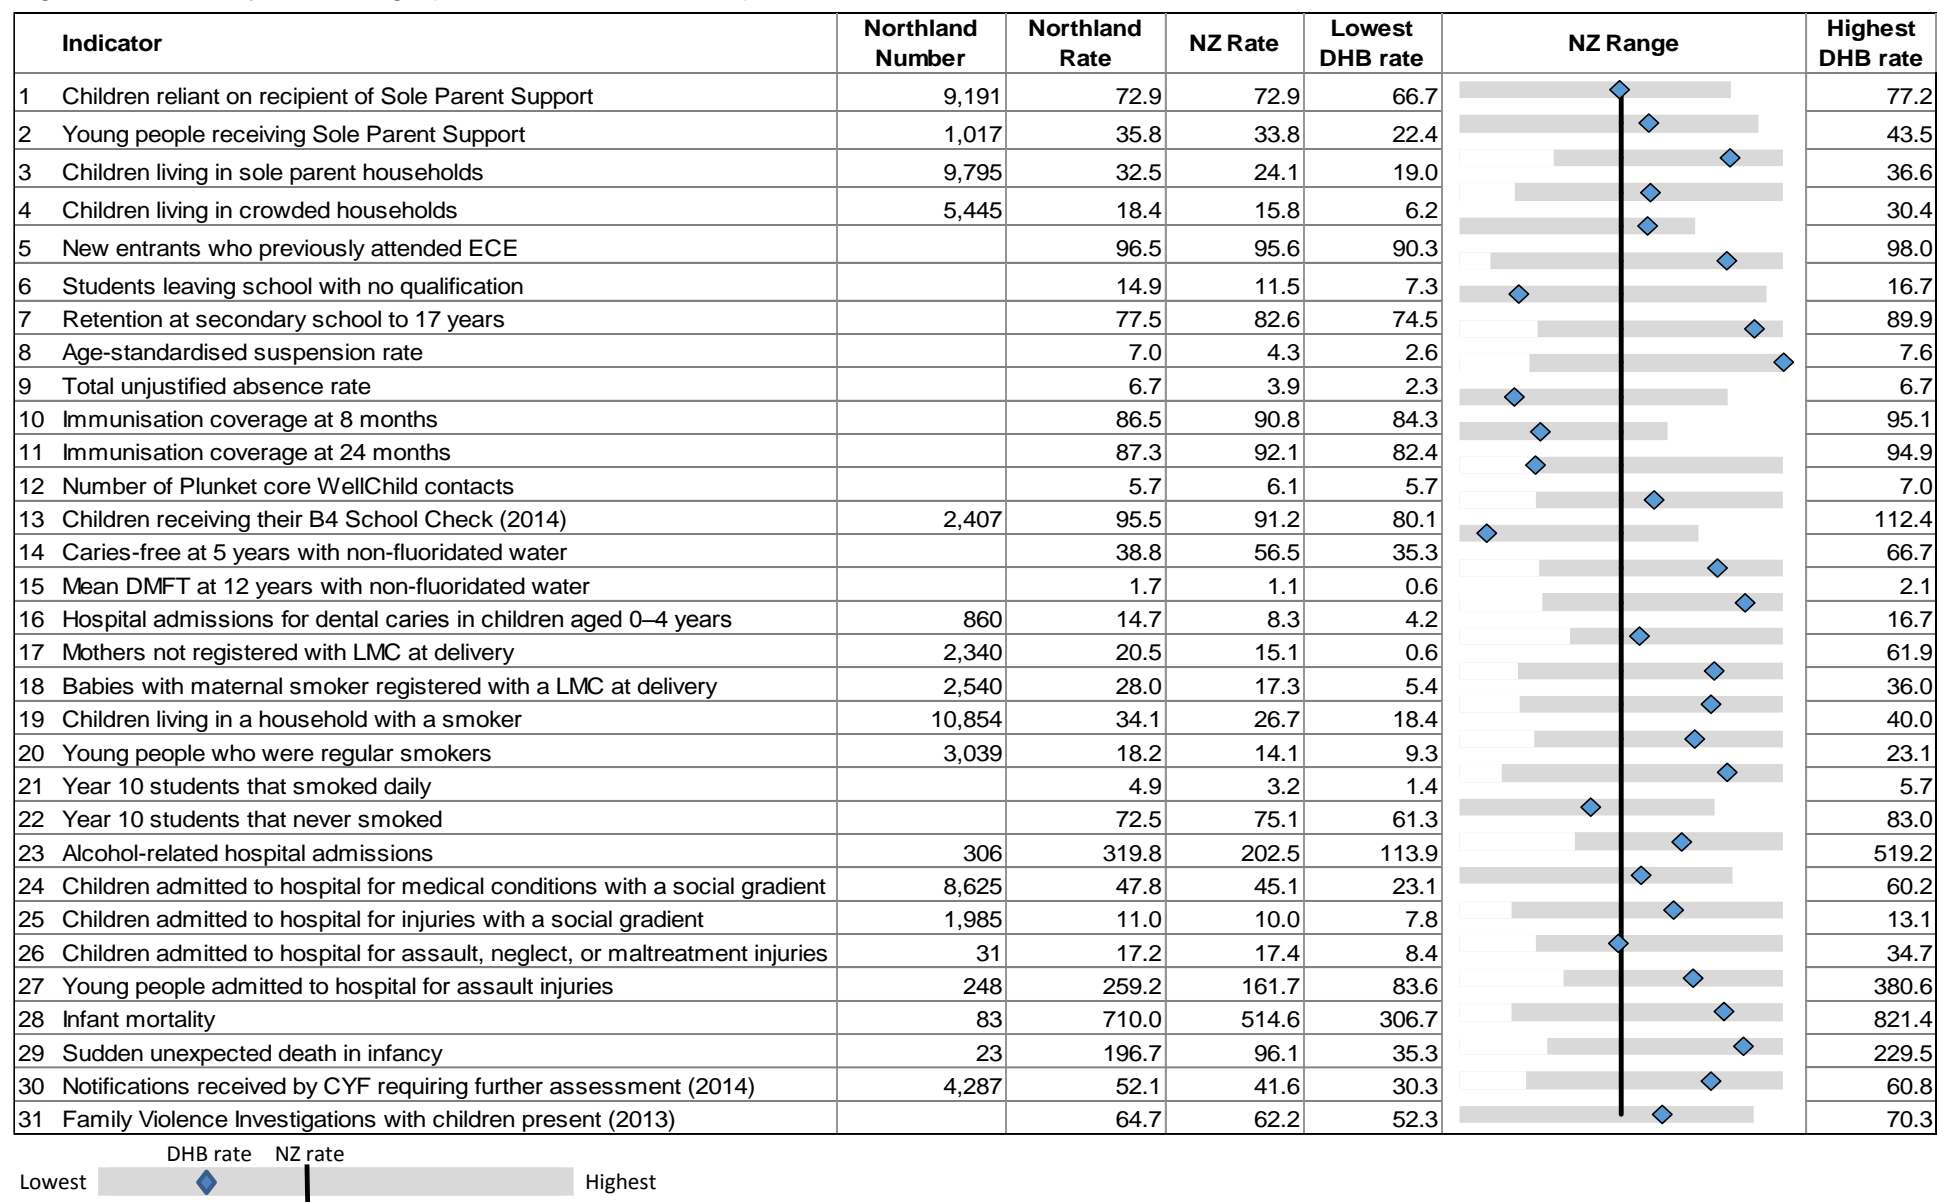 Indicator Northland Number Northland Rate NZ Rate Lowest DHB rate NZ Range Highest DHB rate
1 Children reliant on recipient of Sole Parent Support 9,191 72.9 72.9 66.7 77.2
2 Young people receiving Sole Parent Support 1,017 35.8 33.8 22.4 43.5
3 Children living in sole parent households 9,795 32.5 24.1 19.0 36.6
4 Children living in crowded households 5,445 18.4 15.8 6.2 30.4
5 New entrants who previously attended ECE 96.5 95.6 90.3 98.0
6 Students leaving school with no qualification 14.9 11.5 7.3 16.7
7 Retention at secondary school to 17 years 77.5 82.6 74.5 89.9
8 Age-standardised suspension rate 7.0 4.3 2.6 7.6
9 Total unjustified absence rate 6.7 3.9 2.3 6.7
10 Immunisation coverage at 8 months 86.5 90.8 84.3 95.1
11 Immunisation coverage at 24 months 87.3 92.1 82.4 94.9
12 Number of Plunket core WellChild contacts 5.7 6.1 5.7 7.0
13 Children receiving their B4 School Check (2014) 2,407 95.5 91.2 80.1 112.4
14 Caries-free at 5 years with non-fluoridated water 38.8 56.5 35.3 66.7
15 Mean DMFT at 12 years with non-fluoridated water 1.7 1.1 0.6 2.1
16 Hospital admissions for dental caries in children aged 0–4 years 860 14.7 8.3 4.2 16.7
17 Mothers not registered with LMC at delivery 2,340 20.5 15.1 0.6 61.9
18 Babies with maternal smoker registered with a LMC at delivery 2,540 28.0 17.3 5.4 36.0
19 Children living in a household with a smoker 10,854 34.1 26.7 18.4 40.0
20 Young people who were regular smokers 3,039 18.2 14.1 9.3 23.1
21 Year 10 students that smoked daily 4.9 3.2 1.4 5.7
22 Year 10 students that never smoked 72.5 75.1 61.3 83.0
23 Alcohol-related hospital admissions 306 319.8 202.5 113.9 519.2
24 Children admitted to hospital for medical conditions with a social gradient 8,625 47.8 45.1 23.1 60.2
25 Children admitted to hospital for injuries with a social gradient 1,985 11.0 10.0 7.8 13.1
26 Children admitted to hospital for assault, neglect, or maltreatment injuries 31 17.2 17.4 8.4 34.7
27 Young people admitted to hospital for assault injuries 248 259.2 161.7 83.6 380.6
28 Infant mortality 83 710.0 514.6 306.7 821.4
29 Sudden unexpected death in infancy 23 196.7 96.1 35.3 229.5
30 Notifications received by CYF requiring further assessment (2014) 4,287 52.1 41.6 30.3 60.8
31 Family Violence Investigations with children present (2013) 64.7 62.2 52.3 70.3
DHB rate NZ rate
Lowest Highest